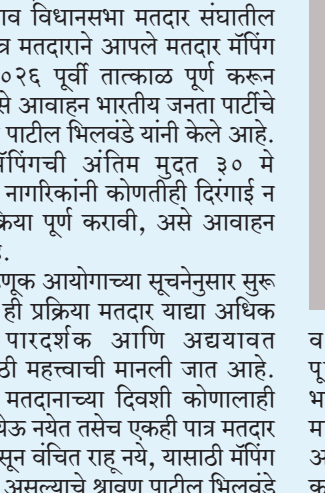 ाव विधानसभा मतदार संघातील
त्र मतदाराने आपले मतदार मॅपिंग
०२६ पूर्वी तात्काळ पूर्ण करून
से आवाहन भारतीय जनता पार्टीचे
पाटील भिलवंडे यांनी केले आहे.
ॅपिंगची अंतिम मुदत ३० मे
नागरिकांनी कोणतीही दिरंगाई न
क्रिया पूर्ण करावी, असे आवाहन
.
णूक आयोगाच्या सूचनेनुसार सुरू
ही प्रक्रिया मतदार याद्या अधिक
पारदर्शक आणि अद्ययावत
ठी महत्त्वाची मानली जात आहे.
मतदानाच्या दिवशी कोणालाही
येऊ नयेत तसेच एकही पात्र मतदार
सून वंचित राहू नये, यासाठी मॅपिंग
असल्याचे श्रावण पाटील भिलवंडे
व
पू
भ
म
अ
क